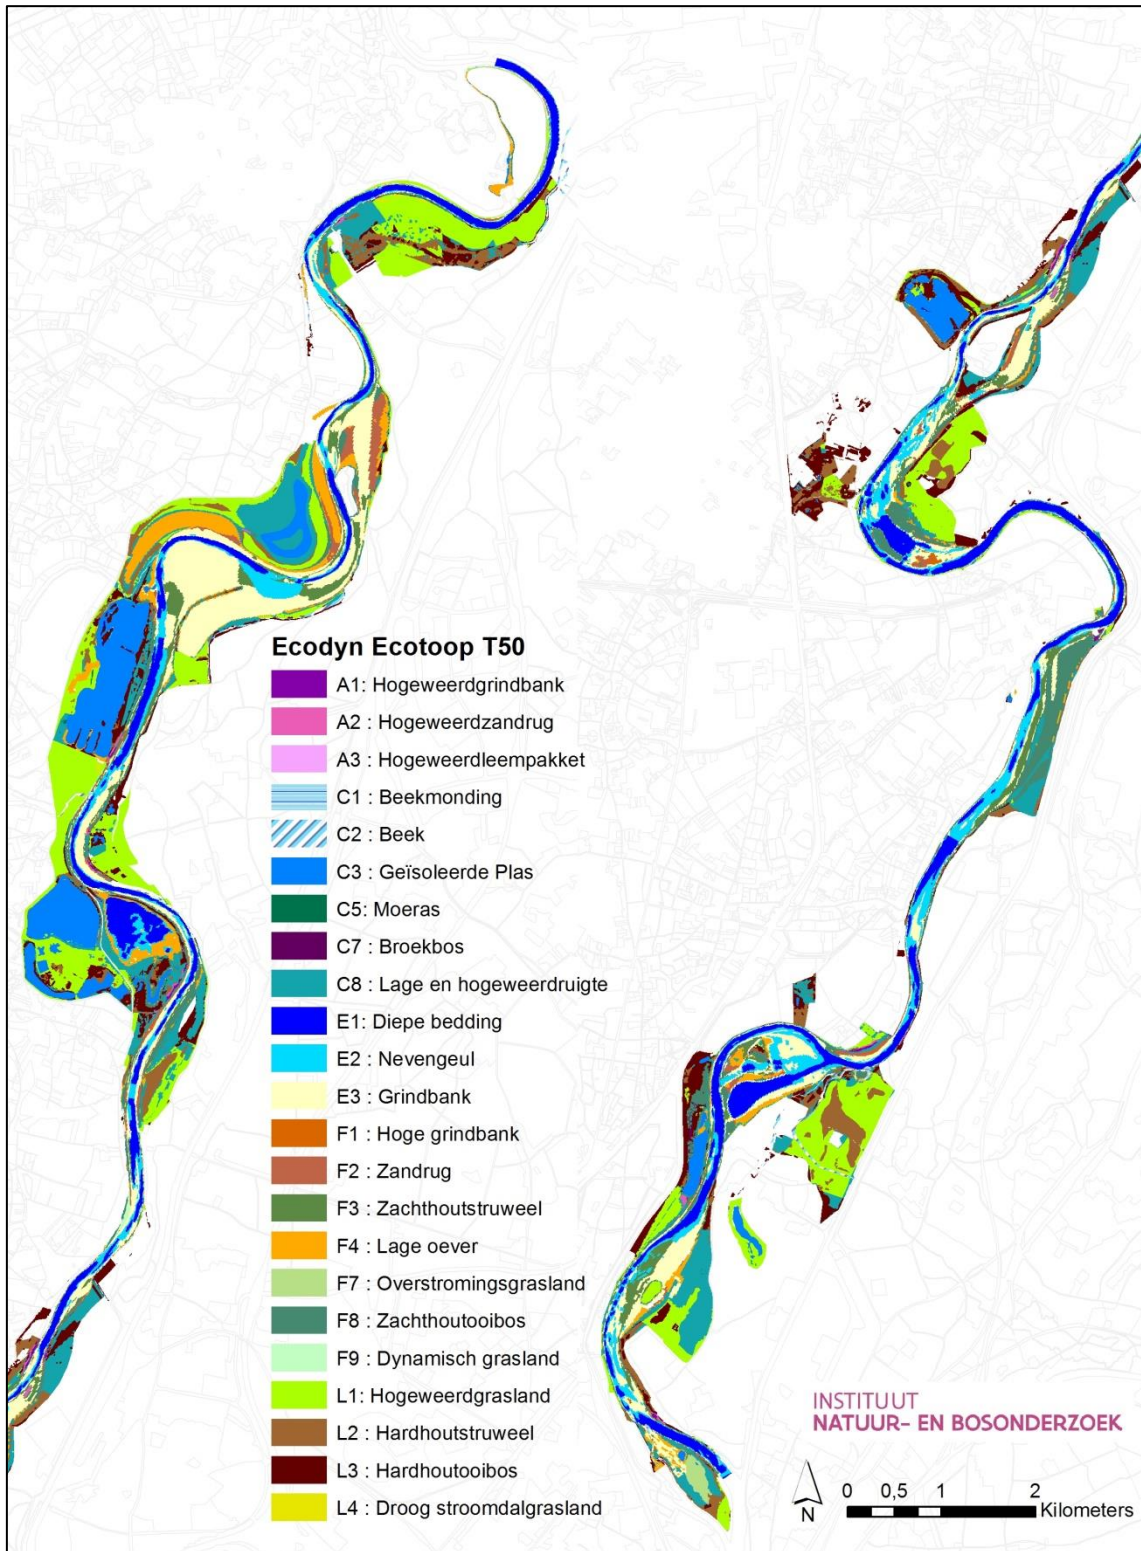 Ecodyn Ecotoop T50
A1: Hogeweerdgrindbank
A2 : Hogeweerdzandrug
A3 : Hogeweerdleempakket
C1 : Beekmonding
C2 : Beek
C3 : Geïsoleerde Plas
C5: Moeras
C7 : Broekbos
C8 : Lage en hogeweerdruigte
E1: Diepe bedding
E2 : Nevengeul
E3 : Grindbank
F1 : Hoge grindbank
F2 : Zandrug
F3 : Zachthoutstruweel
F4 : Lage oever
F7 : Overstromingsgrasland
F8 : Zachthoutooibos
F9 : Dynamisch grasland
L1: Hogeweerdgrasland
L2 : Hardhoutstruweel
L3 : Hardhoutooibos
L4 : Droog stroomdalgrasland
INSTITUUT
NATUUR- EN BOSONDERZOEK
N
0 0,5 1 2
Kilometers